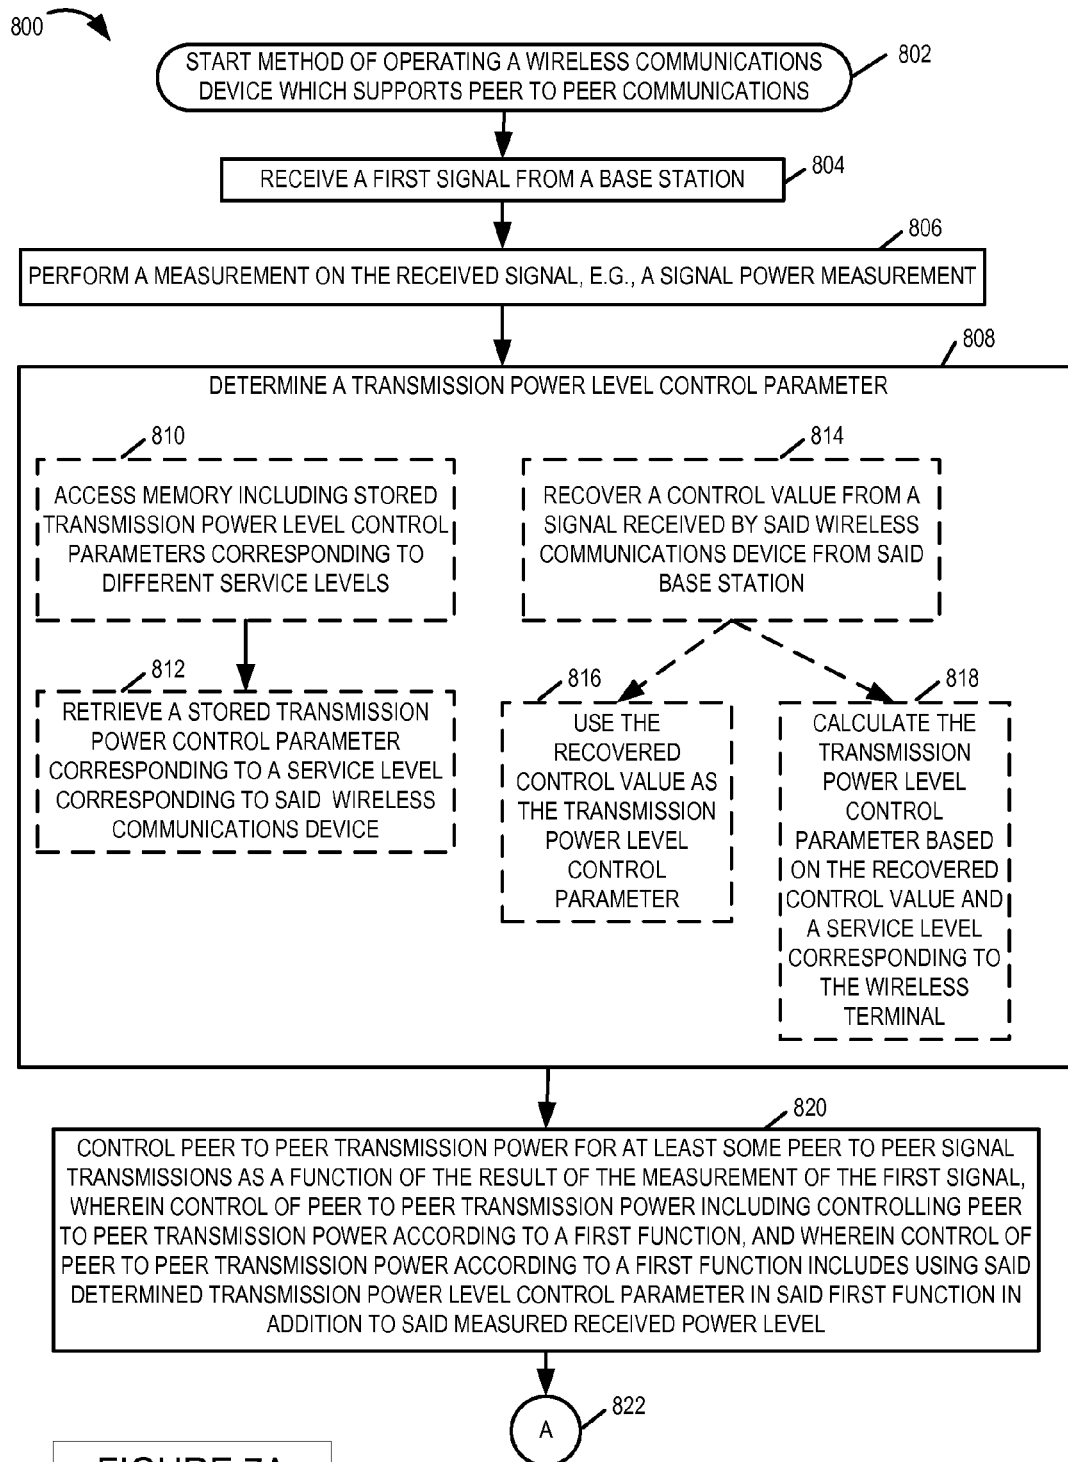 800
START METHOD OF OPERATING A WIRELESS COMMUNICATIONS
DEVICE WHICH SUPPORTS PEER TO PEER COMMUNICATIONS
802
RECEIVE A FIRST SIGNAL FROM A BASE STATION
804
806
PERFORM A MEASUREMENT ON THE RECEIVED SIGNAL, E.G., A SIGNAL POWER MEASUREMENT
808
DETERMINE A TRANSMISSION POWER LEVEL CONTROL PARAMETER
810
ACCESS MEMORY INCLUDING STORED
TRANSMISSION POWER LEVEL CONTROL
PARAMETERS CORRESPONDING TO
DIFFERENT SERVICE LEVELS
814
RECOVER A CONTROL VALUE FROM A
SIGNAL RECEIVED BY SAID WIRELESS
COMMUNICATIONS DEVICE FROM SAID
BASE STATION
812
RETRIEVE A STORED TRANSMISSION
POWER CONTROL PARAMETER
CORRESPONDING TO A SERVICE LEVEL
CORRESPONDING TO SAID WIRELESS
COMMUNICATIONS DEVICE
816
USE THE
RECOVERED
CONTROL VALUE AS
THE TRANSMISSION
POWER LEVEL
CONTROL
PARAMETER
818
CALCULATE THE
TRANSMISSION
POWER LEVEL
CONTROL
PARAMETER BASED
ON THE RECOVERED
CONTROL VALUE AND
A SERVICE LEVEL
CORRESPONDING TO
THE WIRELESS
TERMINAL
820
CONTROL PEER TO PEER TRANSMISSION POWER FOR AT LEAST SOME PEER TO PEER SIGNAL
TRANSMISSIONS AS A FUNCTION OF THE RESULT OF THE MEASUREMENT OF THE FIRST SIGNAL,
WHEREIN CONTROL OF PEER TO PEER TRANSMISSION POWER INCLUDING CONTROLLING PEER
TO PEER TRANSMISSION POWER ACCORDING TO A FIRST FUNCTION, AND WHEREIN CONTROL OF
PEER TO PEER TRANSMISSION POWER ACCORDING TO A FIRST FUNCTION INCLUDES USING SAID
DETERMINED TRANSMISSION POWER LEVEL CONTROL PARAMETER IN SAID FIRST FUNCTION IN
ADDITION TO SAID MEASURED RECEIVED POWER LEVEL
A
822
FIGURE 7A